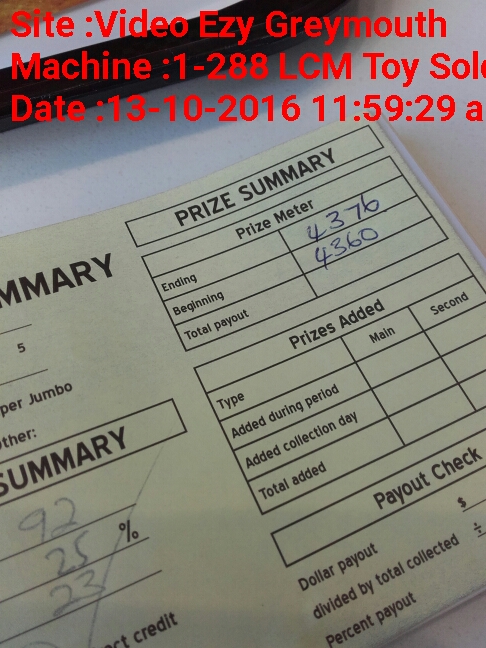 Site :Video Ezy Greymouth
Machine :1-288 LCM Toy Sol
Date :13-10-2016 11:59:29 a
PRIZE SUMMARY
Prize Meter
Ending 4376
Beginning 4360
Total payout
Prizes Added
Type Main Second
Added during period
Added collection day
Total added
Payout Check
Dollar payout $
divided by total collected ÷
Percent payout
MMARY
5
per Jumbo
ther:
SUMMARY
92
25 %
23
ct credit